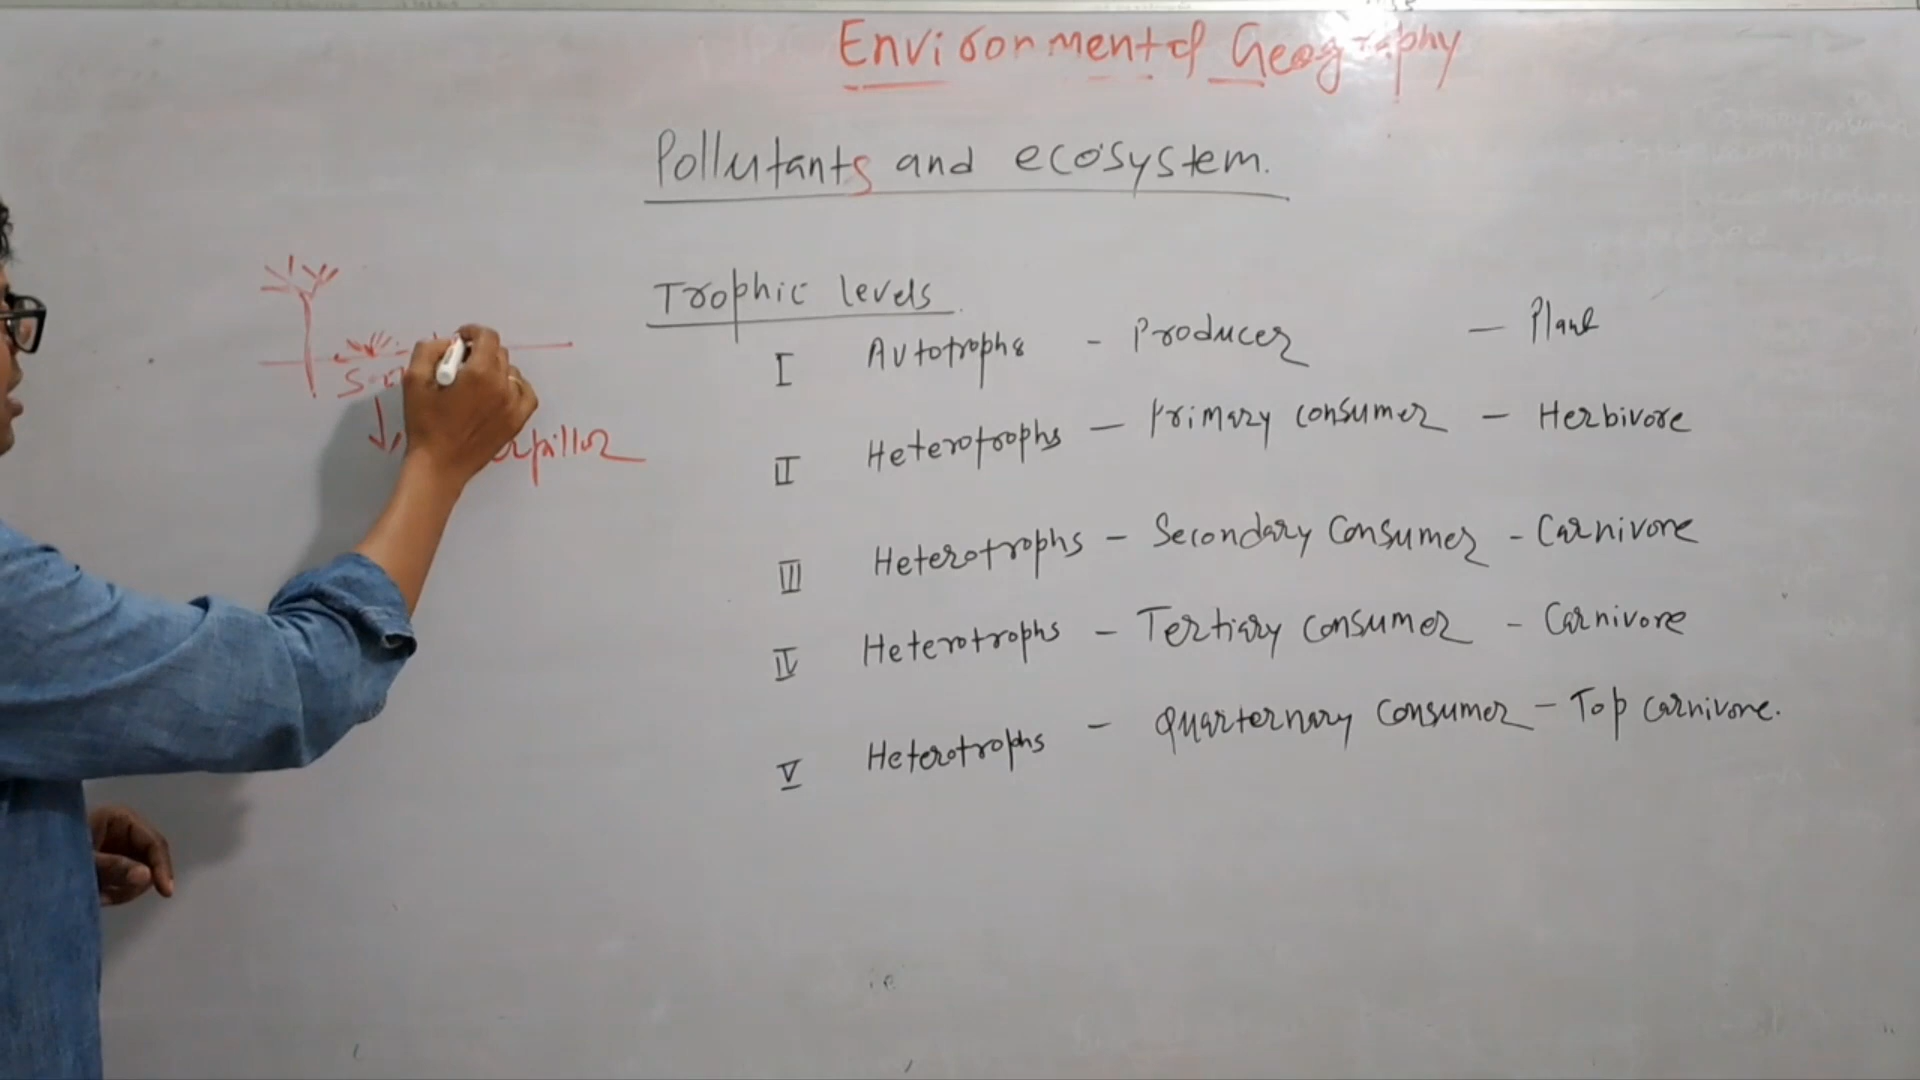 Environmental Geography
Pollutants and ecosystem.
Trophic levels
I Autotrophs - Producer - Plant
II Heterotrophs - Primary consumer - Herbivore
III Heterotrophs - Secondary Consumer - Carnivore
IV Heterotrophs - Tertiary consumer - Carnivore
V Heterotrophs - Quarternary consumer - Top carnivore.